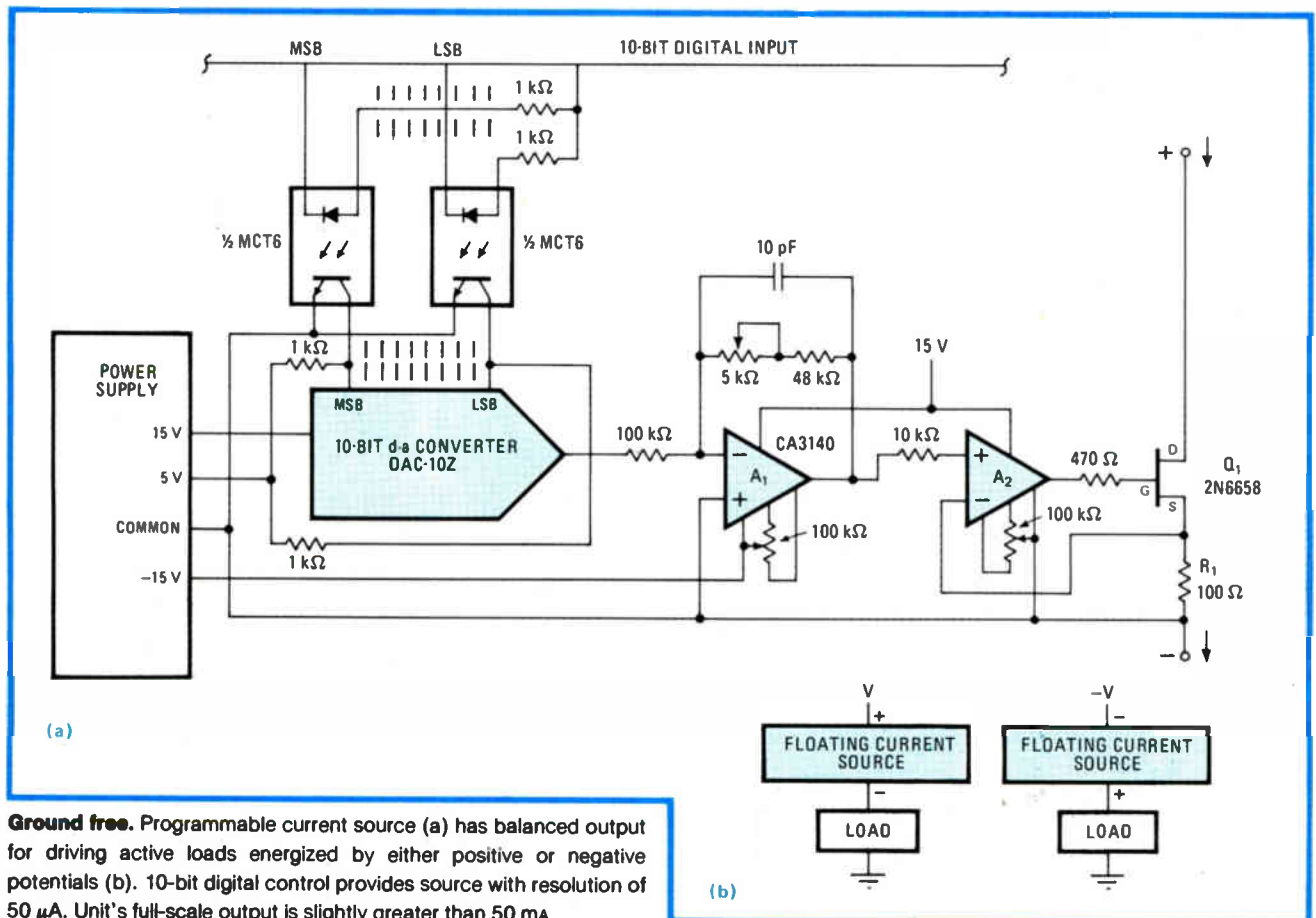 MSB
LSB
10-BIT DIGITAL INPUT
1 kΩ
1 kΩ
½ MCT6
½ MCT6
10 pF
POWER
SUPPLY
1 kΩ
5 kΩ
48 kΩ
15 V
MSB
LSB
15 V
10-BIT d-a CONVERTER
DAC-10Z
100 kΩ
CA3140
10 kΩ
470 Ω
D
G
S
Q1
2N6658
5 V
−
+
A1
+
−
A2
COMMON
1 kΩ
100 kΩ
100 kΩ
R1
100 Ω
−15 V
+
−
(a)
V
+
−V
−
FLOATING CURRENT
SOURCE
FLOATING CURRENT
SOURCE
−
+
LOAD
LOAD
(b)
Ground free. Programmable current source (a) has balanced output
for driving active loads energized by either positive or negative
potentials (b). 10-bit digital control provides source with resolution of
50 μA. Unit's full-scale output is slightly greater than 50 mA.